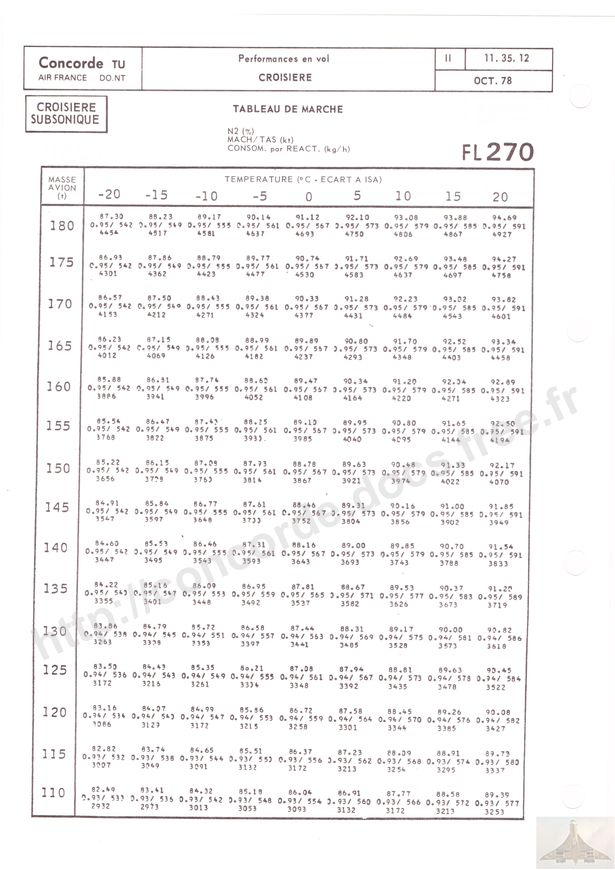 Concorde TU
AIR FRANCE DO.NT
Performances en vol
CROISIERE
II 11. 35. 12
OCT. 78
CROISIERE
SUBSONIQUE
TABLEAU DE MARCHE
N2 (%)
MACH/TAS (kt)
CONSOM. par REACT. (kg/h)
FL 270
MASSE AVION (t)
TEMPERATURE (°C - ECART A ISA)
-20 -15 -10 -5 0 5 10 15 20
87.30 88.23 89.17 90.14 91.12 92.10 93.08 93.88 94.69
180 0.95/ 542 0.95/ 549 0.95/ 555 0.95/ 561 0.95/ 567 0.95/ 573 0.95/ 579 0.95/ 585 0.95/ 591
4454 4517 4581 4637 4693 4750 4806 4867 4927
86.93 87.86 88.79 89.77 90.74 91.71 92.69 93.48 94.27
175 0.95/ 542 0.95/ 549 0.95/ 555 0.95/ 561 0.95/ 567 0.95/ 573 0.95/ 579 0.95/ 585 0.95/ 591
4301 4362 4423 4477 4530 4583 4637 4697 4758
86.57 87.50 88.43 89.38 90.33 91.28 92.23 93.02 93.82
170 0.95/ 542 0.95/ 549 0.95/ 555 0.95/ 561 0.95/ 567 0.95/ 573 0.95/ 579 0.95/ 585 0.95/ 591
4153 4212 4271 4324 4377 4431 4484 4543 4601
86.23 87.15 88.08 88.99 89.89 90.80 91.70 92.52 93.34
165 0.95/ 542 0.95/ 549 0.95/ 555 0.95/ 561 0.95/ 567 0.95/ 573 0.95/ 579 0.95/ 585 0.95/ 591
4012 4069 4126 4182 4237 4293 4348 4403 4458
85.88 86.81 87.74 88.60 89.47 90.34 91.20 92.04 92.89
160 0.95/ 542 0.95/ 549 0.95/ 555 0.95/ 561 0.95/ 567 0.95/ 573 0.95/ 579 0.95/ 585 0.95/ 591
3886 3941 3996 4052 4108 4164 4220 4271 4323
85.54 86.47 87.40 88.25 89.10 89.95 90.80 91.65 92.50
155 0.95/ 542 0.95/ 549 0.95/ 555 0.95/ 561 0.95/ 567 0.95/ 573 0.95/ 579 0.95/ 585 0.95/ 591
3768 3822 3875 3930 3985 4040 4095 4144 4194
85.22 86.15 87.08 87.93 88.78 89.63 90.48 91.33 92.17
150 0.95/ 542 0.95/ 549 0.95/ 555 0.95/ 561 0.95/ 567 0.95/ 573 0.95/ 579 0.95/ 585 0.95/ 591
3656 3709 3763 3814 3867 3921 3974 4022 4070
84.91 85.84 86.77 87.61 88.46 89.31 90.16 91.00 91.85
145 0.95/ 542 0.95/ 549 0.95/ 555 0.95/ 561 0.95/ 567 0.95/ 573 0.95/ 579 0.95/ 585 0.95/ 591
3547 3597 3648 3700 3752 3804 3856 3902 3949
84.60 85.53 86.46 87.31 88.16 89.00 89.85 90.70 91.54
140 0.95/ 542 0.95/ 549 0.95/ 555 0.95/ 561 0.95/ 567 0.95/ 573 0.95/ 579 0.95/ 585 0.95/ 591
3447 3495 3543 3593 3643 3693 3743 3788 3833
84.22 85.16 86.09 86.95 87.81 88.67 89.53 90.37 91.20
135 0.95/ 540 0.95/ 547 0.95/ 553 0.95/ 559 0.95/ 565 0.95/ 571 0.95/ 577 0.95/ 583 0.95/ 589
3355 3401 3448 3492 3537 3582 3626 3673 3719
83.86 84.79 85.72 86.58 87.44 88.31 89.17 90.00 90.82
130 0.94/ 538 0.94/ 545 0.94/ 551 0.94/ 557 0.94/ 563 0.94/ 569 0.94/ 575 0.94/ 581 0.94/ 586
3263 3308 3353 3397 3441 3485 3528 3573 3618
83.50 84.43 85.35 86.21 87.08 87.94 88.81 89.63 90.45
125 0.94/ 536 0.94/ 543 0.94/ 549 0.94/ 555 0.94/ 561 0.94/ 567 0.94/ 573 0.94/ 578 0.94/ 584
3172 3216 3261 3304 3348 3392 3435 3478 3522
83.16 84.07 84.99 85.86 86.72 87.58 88.45 89.26 90.08
120 0.94/ 534 0.94/ 540 0.94/ 547 0.94/ 553 0.94/ 559 0.94/ 564 0.94/ 570 0.94/ 576 0.94/ 582
3086 3129 3172 3215 3258 3301 3344 3385 3427
82.82 83.74 84.65 85.51 86.37 87.23 88.09 88.91 89.73
115 0.93/ 532 0.93/ 538 0.93/ 544 0.93/ 550 0.93/ 556 0.93/ 562 0.93/ 568 0.93/ 574 0.93/ 580
3007 3049 3091 3132 3172 3213 3254 3295 3337
82.49 83.41 84.32 85.18 86.04 86.91 87.77 88.58 89.39
110 0.93/ 530 0.93/ 536 0.93/ 542 0.93/ 548 0.93/ 554 0.93/ 560 0.93/ 566 0.93/ 572 0.93/ 577
2932 2973 3013 3053 3093 3132 3172 3213 3253
http://concorde.docs.free.fr